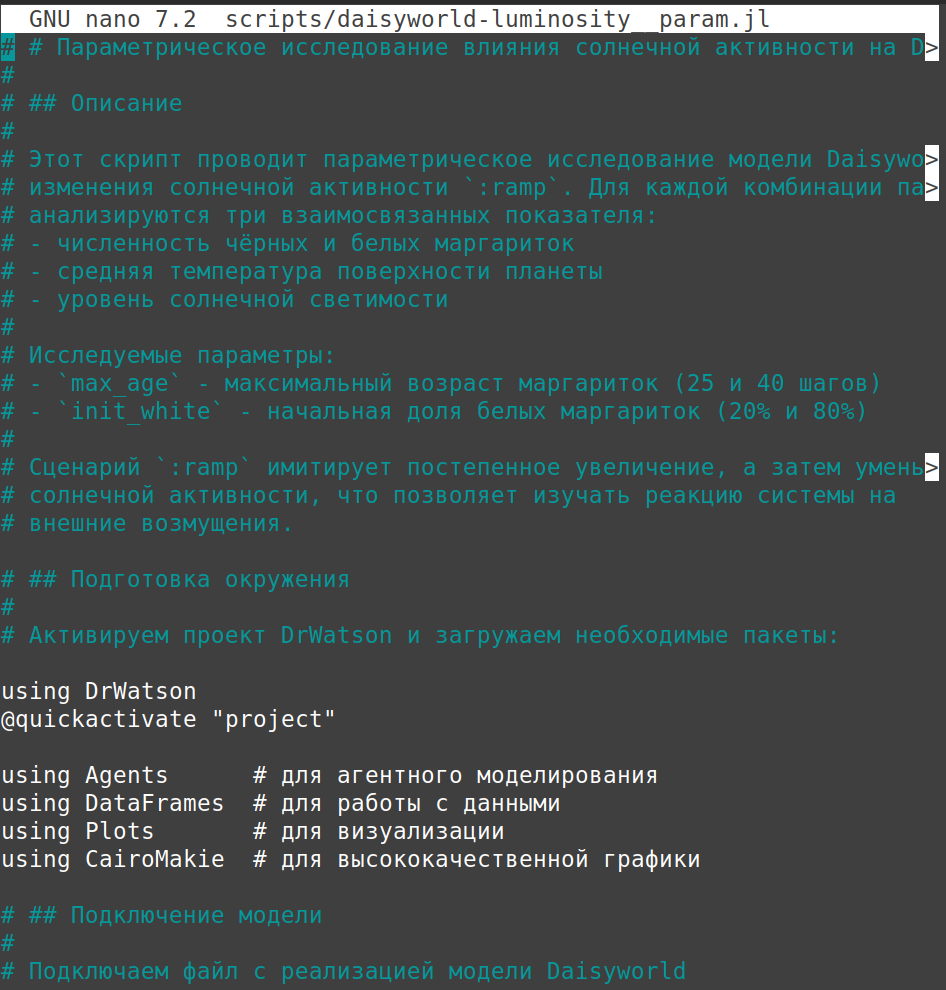 GNU nano 7.2  scripts/daisyworld-luminosity__param.jl
# # Параметрическое исследование влияния солнечной активности на D>
#
# ## Описание
#
# Этот скрипт проводит параметрическое исследование модели Daisywo>
# изменения солнечной активности `:ramp`. Для каждой комбинации па>
# анализируются три взаимосвязанных показателя:
# - численность чёрных и белых маргариток
# - средняя температура поверхности планеты
# - уровень солнечной светимости
#
# Исследуемые параметры:
# - `max_age` - максимальный возраст маргариток (25 и 40 шагов)
# - `init_white` - начальная доля белых маргариток (20% и 80%)
#
# Сценарий `:ramp` имитирует постепенное увеличение, а затем умень>
# солнечной активности, что позволяет изучать реакцию системы на
# внешние возмущения.

# ## Подготовка окружения
#
# Активируем проект DrWatson и загружаем необходимые пакеты:

using DrWatson
@quickactivate "project"

using Agents      # для агентного моделирования
using DataFrames  # для работы с данными
using Plots       # для визуализации
using CairoMakie  # для высококачественной графики

# ## Подключение модели
#
# Подключаем файл с реализацией модели Daisyworld